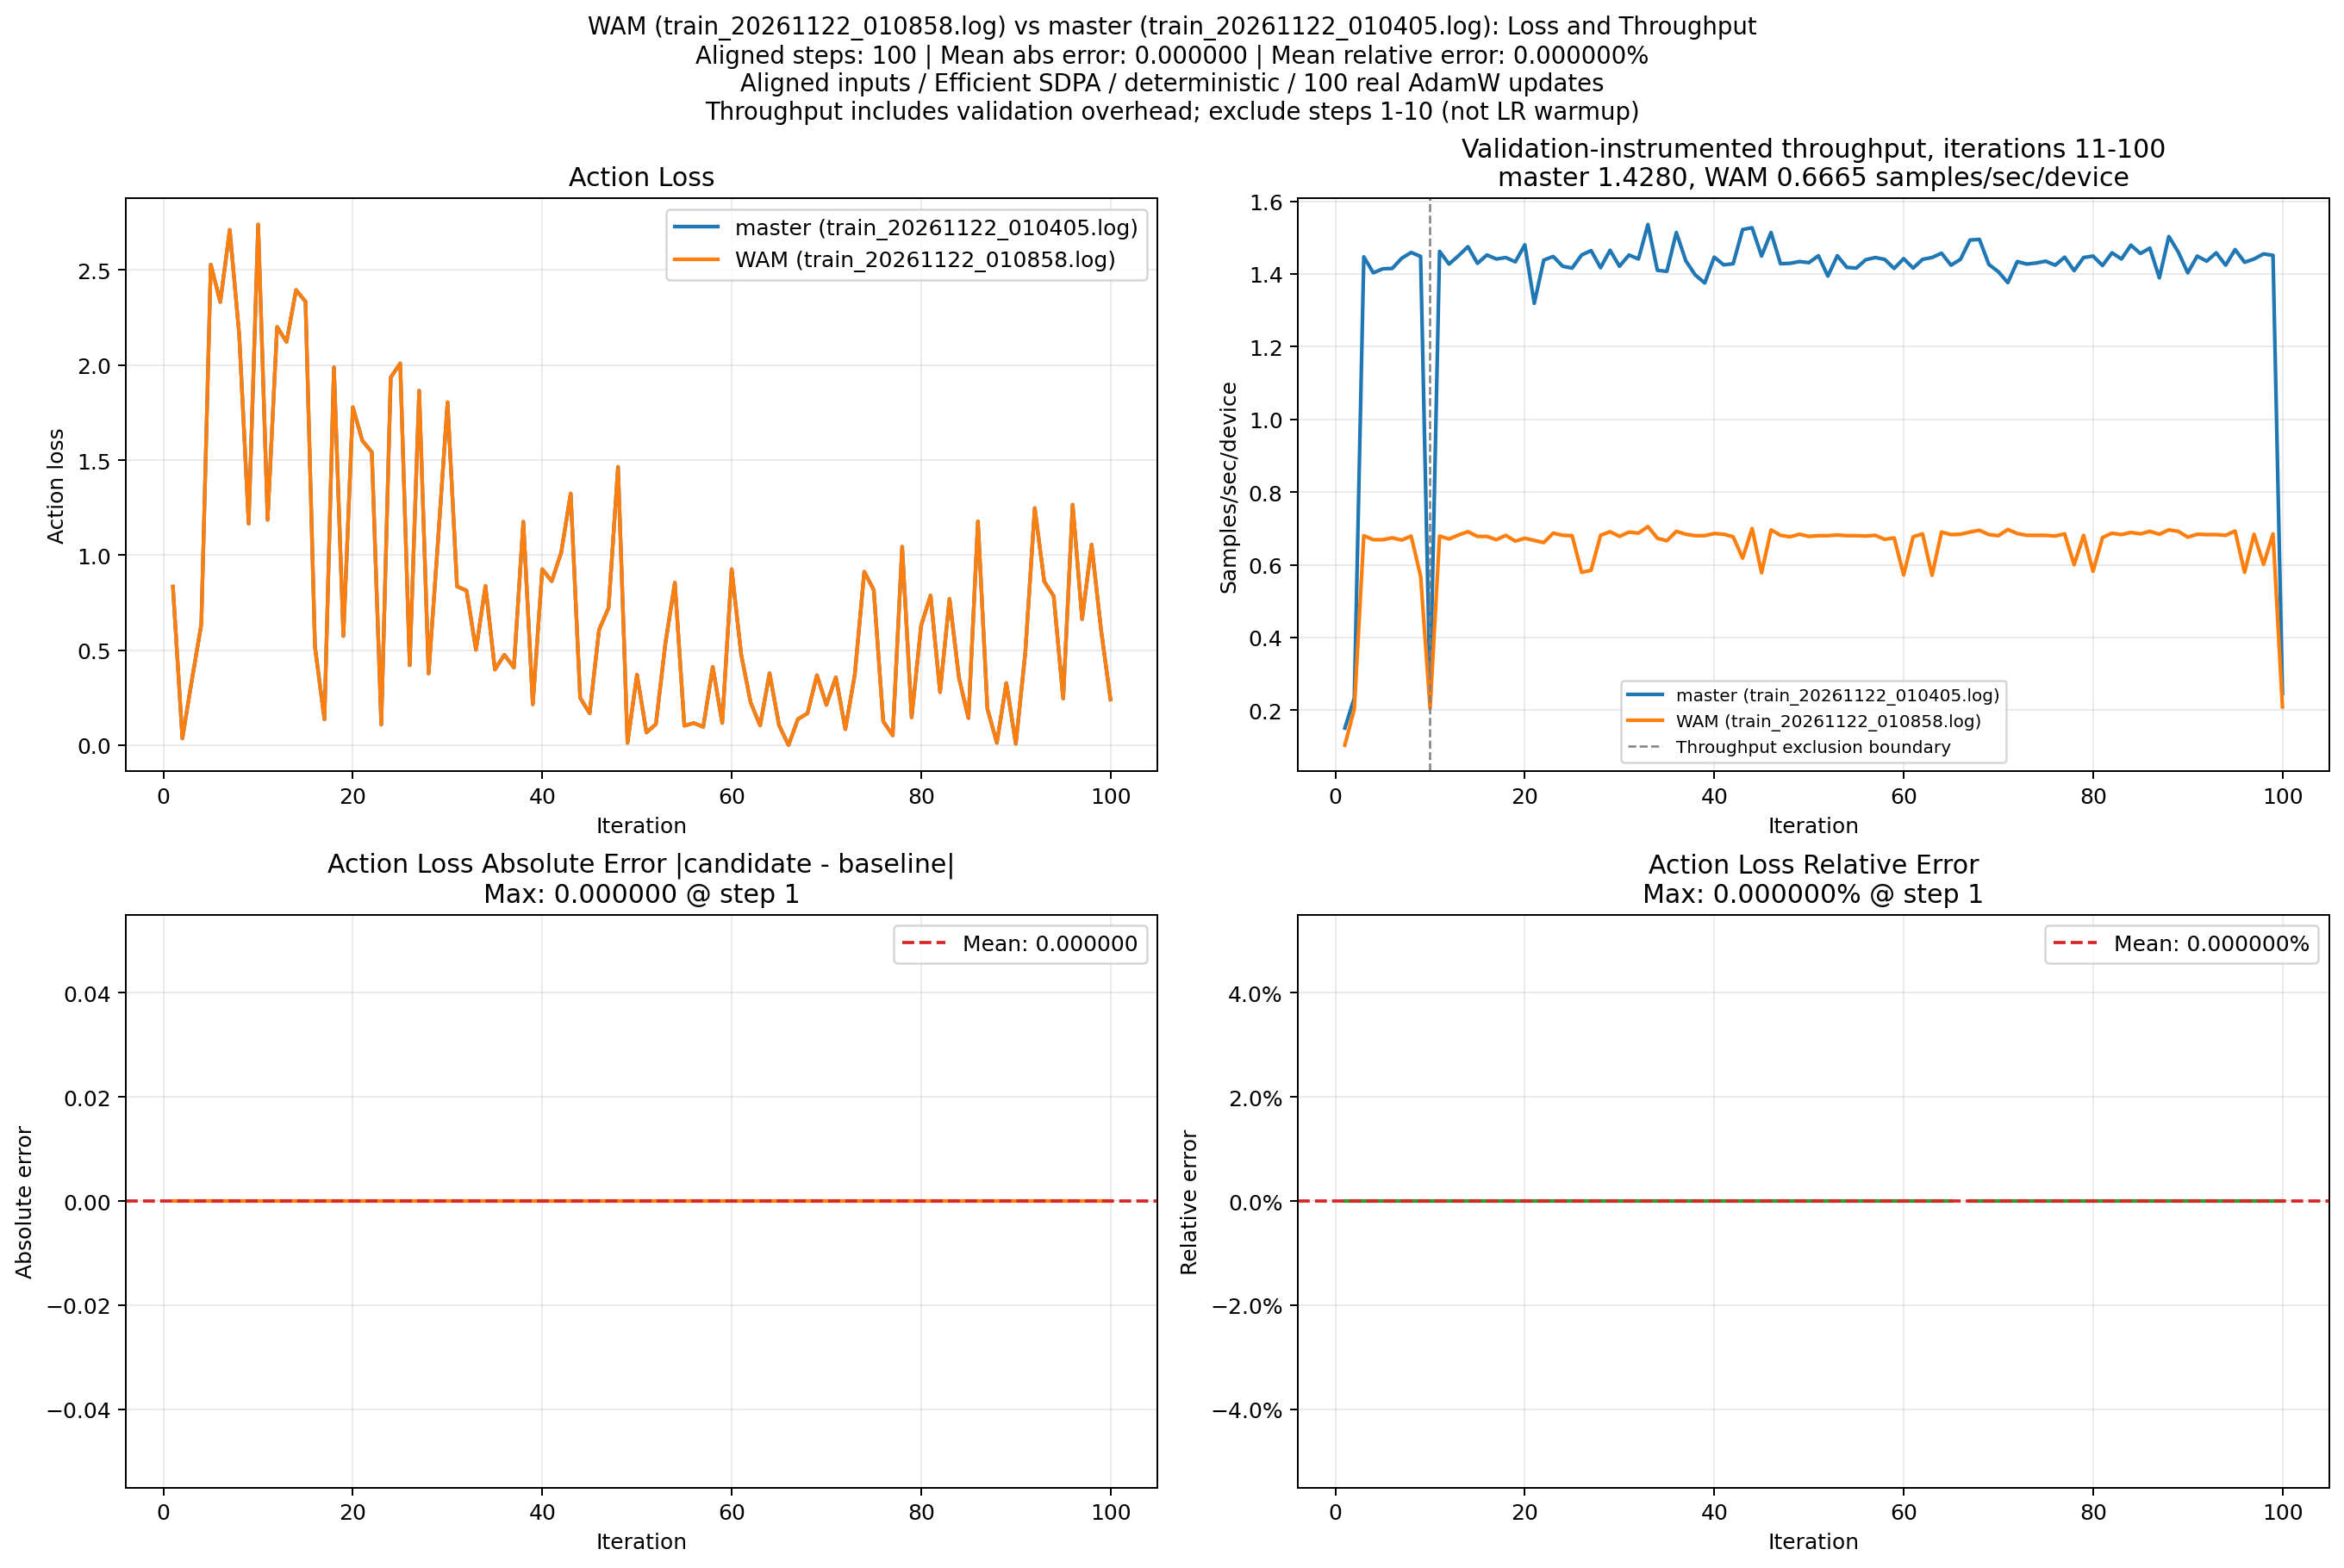 WAM (train_20261122_010858.log) vs master (train_20261122_010405.log): Loss and Throughput
Aligned steps: 100 | Mean abs error: 0.000000 | Mean relative error: 0.000000%
Aligned inputs / Efficient SDPA / deterministic / 100 real AdamW updates
Throughput includes validation overhead; exclude steps 1-10 (not LR warmup)
Action Loss
master (train_20261122_010405.log)
WAM (train_20261122_010858.log)
Action loss
2.5
2.0
1.5
1.0
0.5
0.0
0 20 40 60 80 100
Iteration
Validation-instrumented throughput, iterations 11-100
master 1.4280, WAM 0.6665 samples/sec/device
Samples/sec/device
1.6
1.4
1.2
1.0
0.8
0.6
0.4
0.2
master (train_20261122_010405.log)
WAM (train_20261122_010858.log)
Throughput exclusion boundary
0 20 40 60 80 100
Iteration
Action Loss Absolute Error |candidate - baseline|
Max: 0.000000 @ step 1
Mean: 0.000000
Absolute error
0.04
0.02
0.00
−0.02
−0.04
0 20 40 60 80 100
Iteration
Action Loss Relative Error
Max: 0.000000% @ step 1
Mean: 0.000000%
Relative error
4.0%
2.0%
0.0%
−2.0%
−4.0%
0 20 40 60 80 100
Iteration